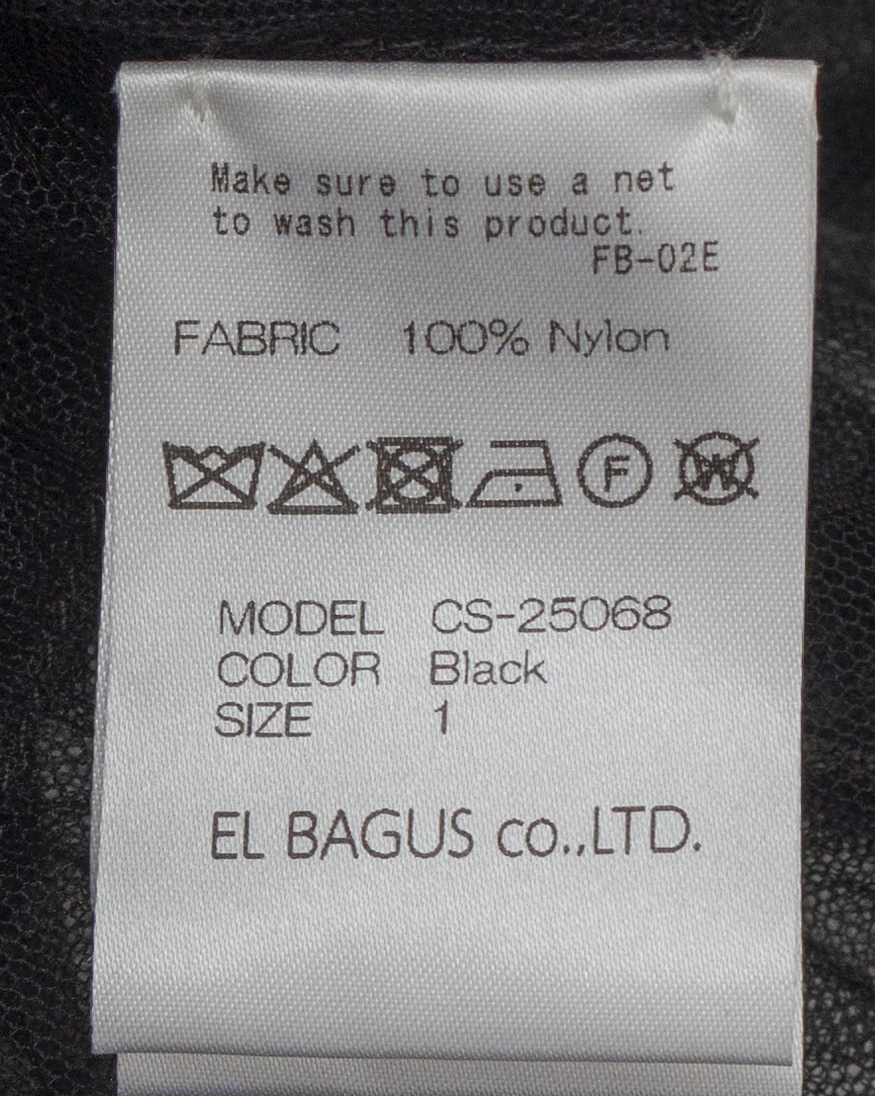 Make sure to use a net
to wash this product.
FB-02E
FABRIC 100% Nylon
F W
MODEL CS-25068
COLOR Black
SIZE 1
EL BAGUS co.,LTD.